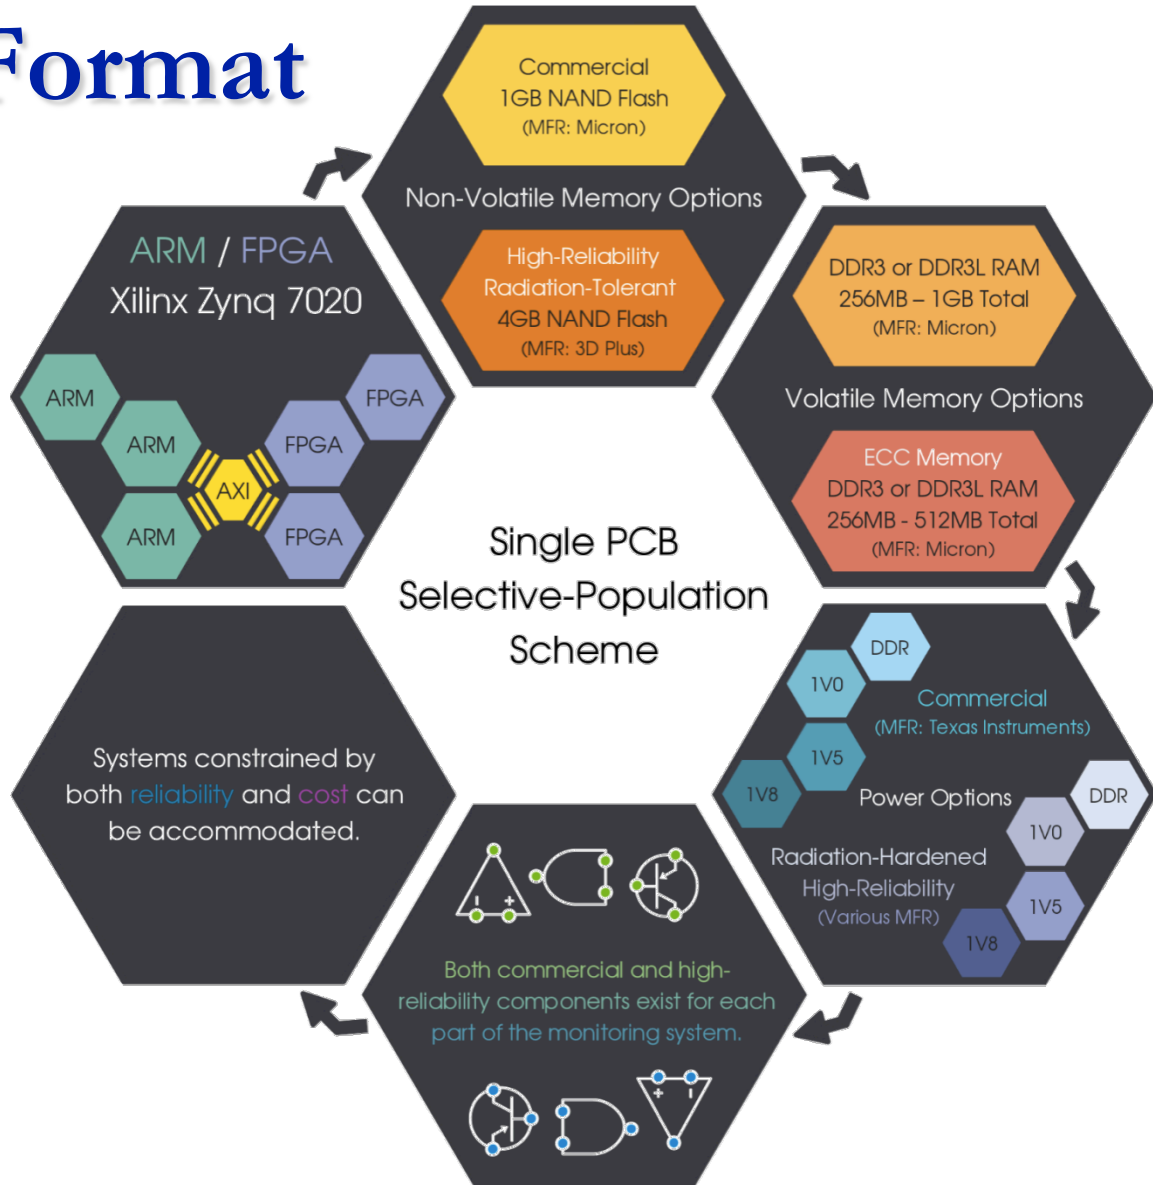 Format
ARM / FPGA
Xilinx Zynq 7020
ARM
ARM
ARM
AXI
FPGA
FPGA
FPGA
Commercial
1GB NAND Flash
(MFR: Micron)
Non-Volatile Memory Options
High-Reliability
Radiation-Tolerant
4GB NAND Flash
(MFR: 3D Plus)
DDR3 or DDR3L RAM
256MB – 1GB Total
(MFR: Micron)
Volatile Memory Options
ECC Memory
DDR3 or DDR3L RAM
256MB - 512MB Total
(MFR: Micron)
Single PCB
Selective-Population
Scheme
DDR
1V0
1V5
1V8
Commercial
(MFR: Texas Instruments)
Power Options
DDR
1V0
1V5
1V8
Radiation-Hardened
High-Reliability
(Various MFR)
- +
Both commercial and high-
reliability components exist for each
part of the monitoring system.
+ -
Systems constrained by
both reliability and cost can
be accommodated.